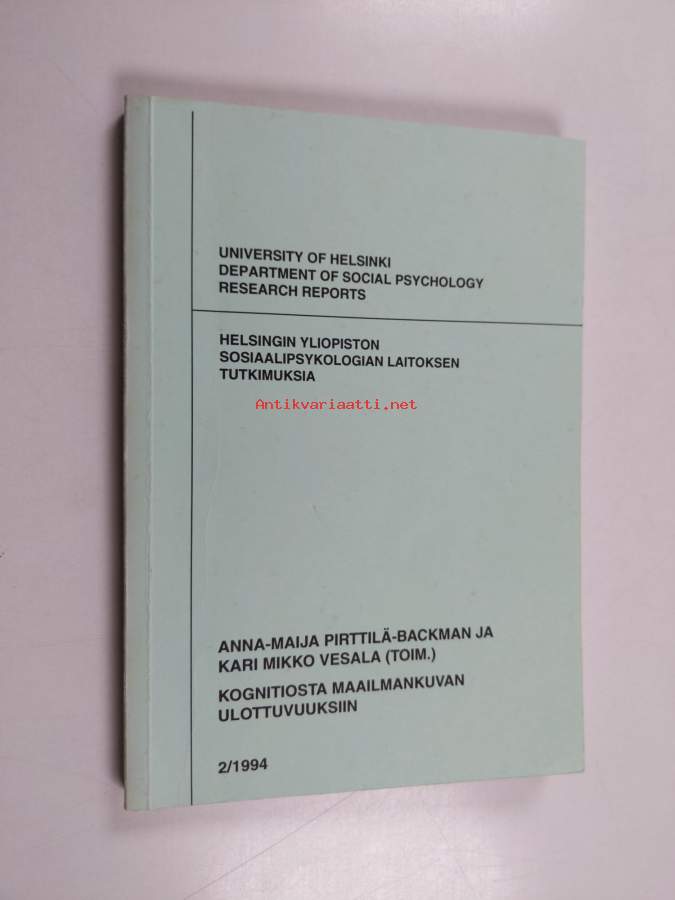 UNIVERSITY OF HELSINKI
DEPARTMENT OF SOCIAL PSYCHOLOGY
RESEARCH REPORTS
HELSINGIN YLIOPISTON
SOSIAALIPSYKOLOGIAN LAITOKSEN
TUTKIMUKSIA
Antikvariaatti.net
ANNA-MAIJA PIRTTILÄ-BACKMAN JA
KARI MIKKO VESALA (TOIM.)
KOGNITIOSTA MAAILMANKUVAN
ULOTTUVUUKSIIN
2/1994